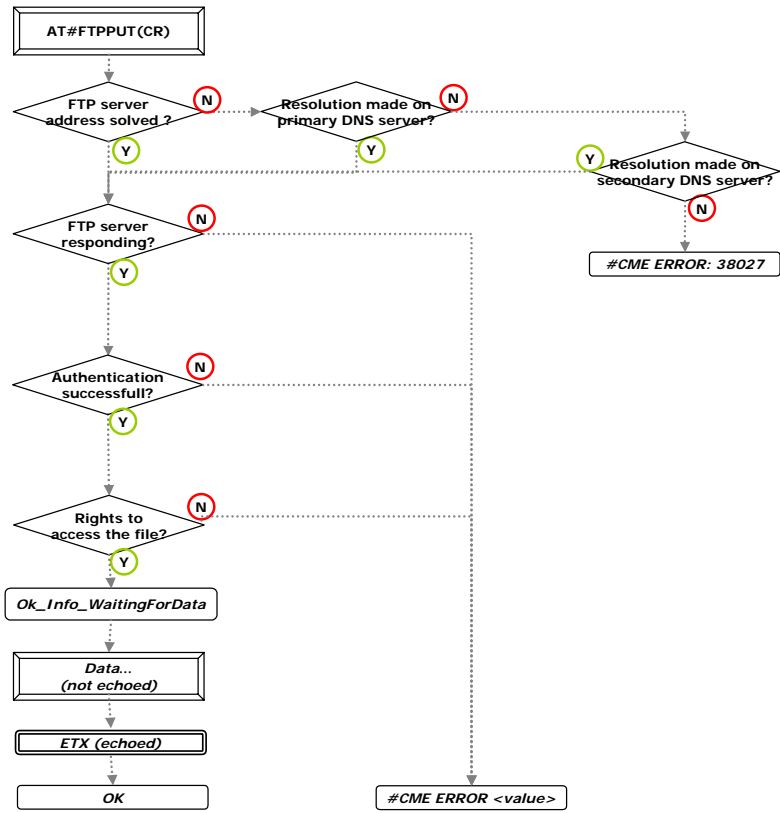 AT#FTPPUT(CR)
FTP server
address solved ?
N
Resolution made on
primary DNS server?
N
Y
Y
Y
Resolution made on
secondary DNS server?
N
FTP server
responding?
N
Y
#CME ERROR: 38027
Authentication
successfull?
N
Y
Rights to
access the file?
N
Y
Ok_Info_WaitingForData
Data...
(not echoed)
ETX (echoed)
OK
#CME ERROR <value>